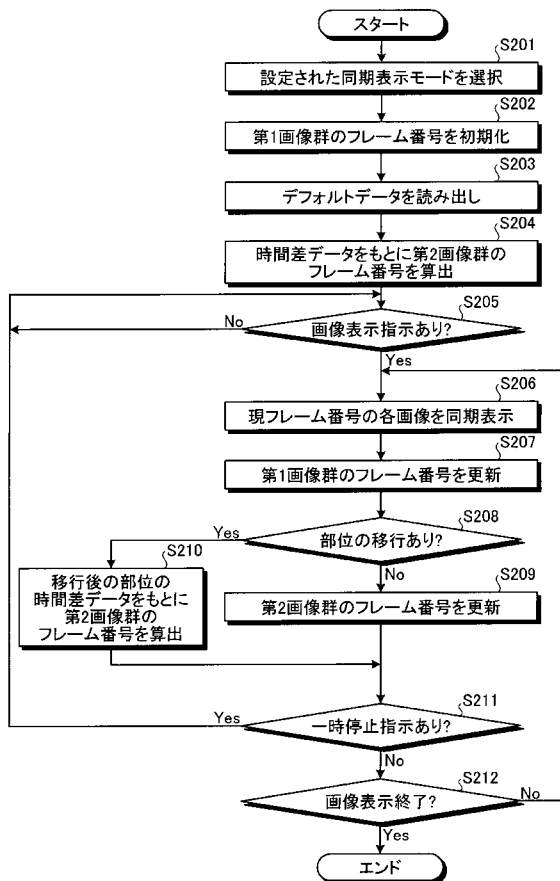 スタート
S201
設定された同期表示モードを選択
S202
第1画像群のフレーム番号を初期化
S203
デフォルトデータを読み出し
S204
時間差データをもとに第2画像群の
フレーム番号を算出
S205
No
画像表示指示あり?
Yes
S206
現フレーム番号の各画像を同期表示
S207
第1画像群のフレーム番号を更新
S208
Yes
部位の移行あり?
S210
No
移行後の部位の
時間差データをもとに
第2画像群の
フレーム番号を算出
S209
第2画像群のフレーム番号を更新
S211
Yes
一時停止指示あり?
No
S212
画像表示終了?
No
Yes
エンド